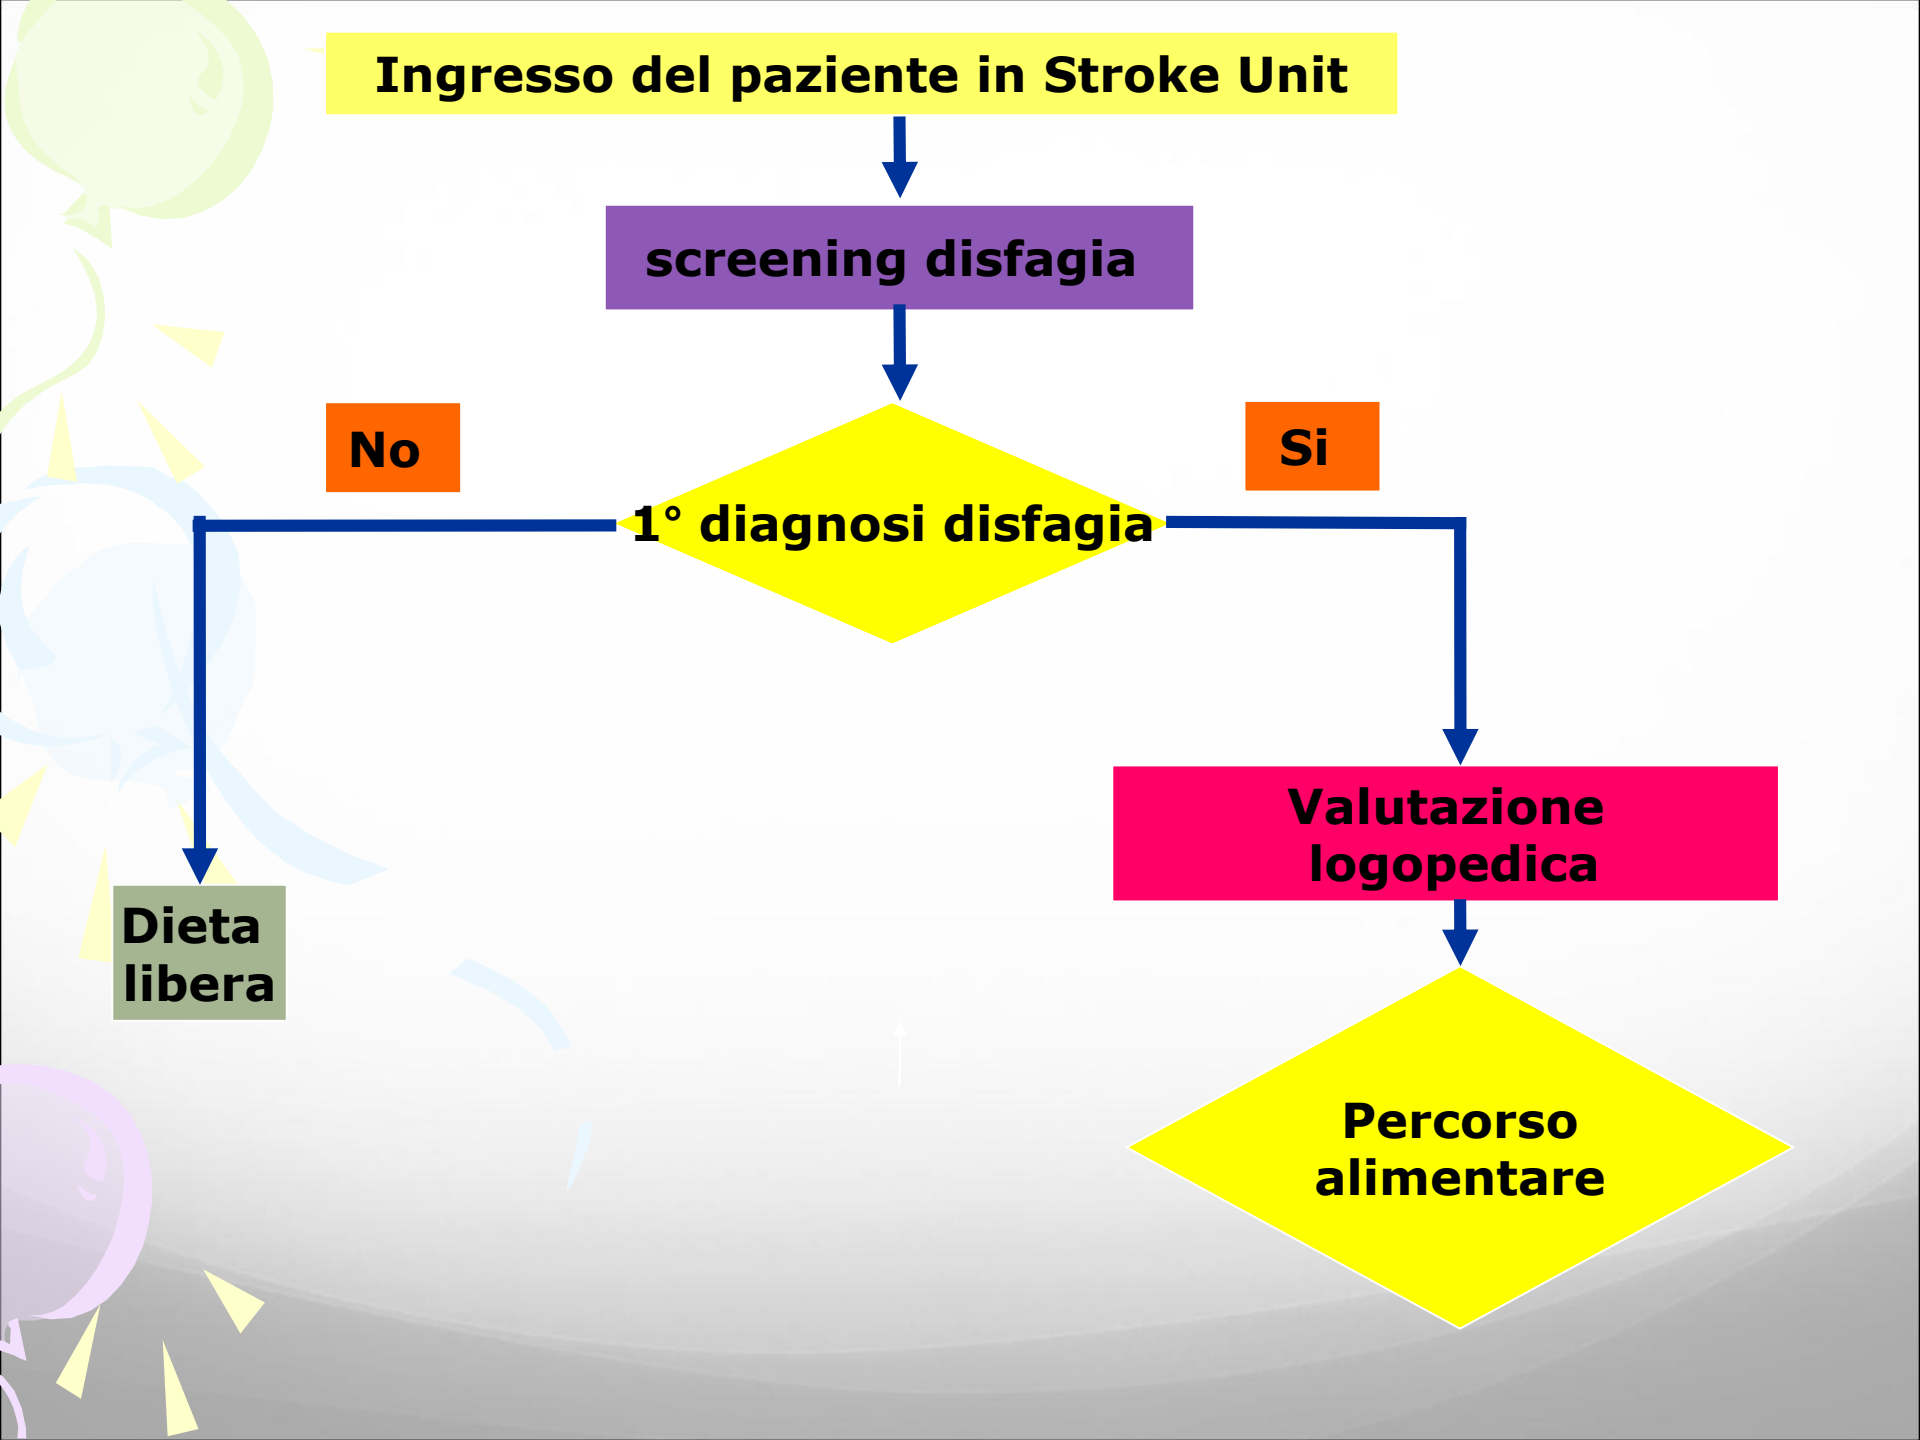 Ingresso del paziente in Stroke Unit
screening disfagia
No
Si
1° diagnosi disfagia
Valutazione
logopedica
Dieta
libera
Percorso
alimentare